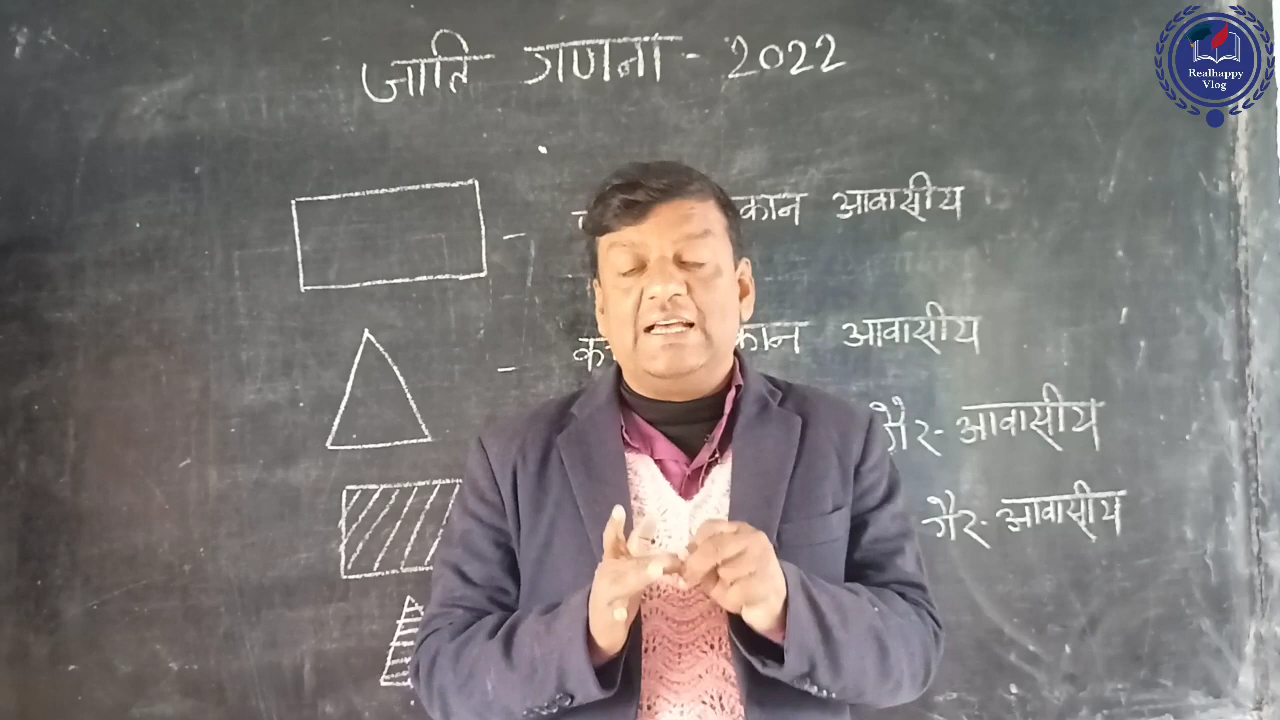 जाति गणना - 2022
Realhappy
Vlog
आवासीय
आवासीय
गैर-आवासीय
गैर-आवासीय